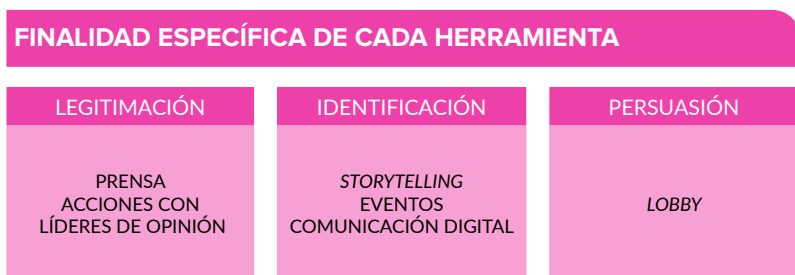 FINALIDAD ESPECÍFICA DE CADA HERRAMIENTA
LEGITIMACIÓN
PRENSA
ACCIONES CON
LÍDERES DE OPINIÓN
IDENTIFICACIÓN
STORYTELLING
EVENTOS
COMUNICACIÓN DIGITAL
PERSUASIÓN
LOBBY